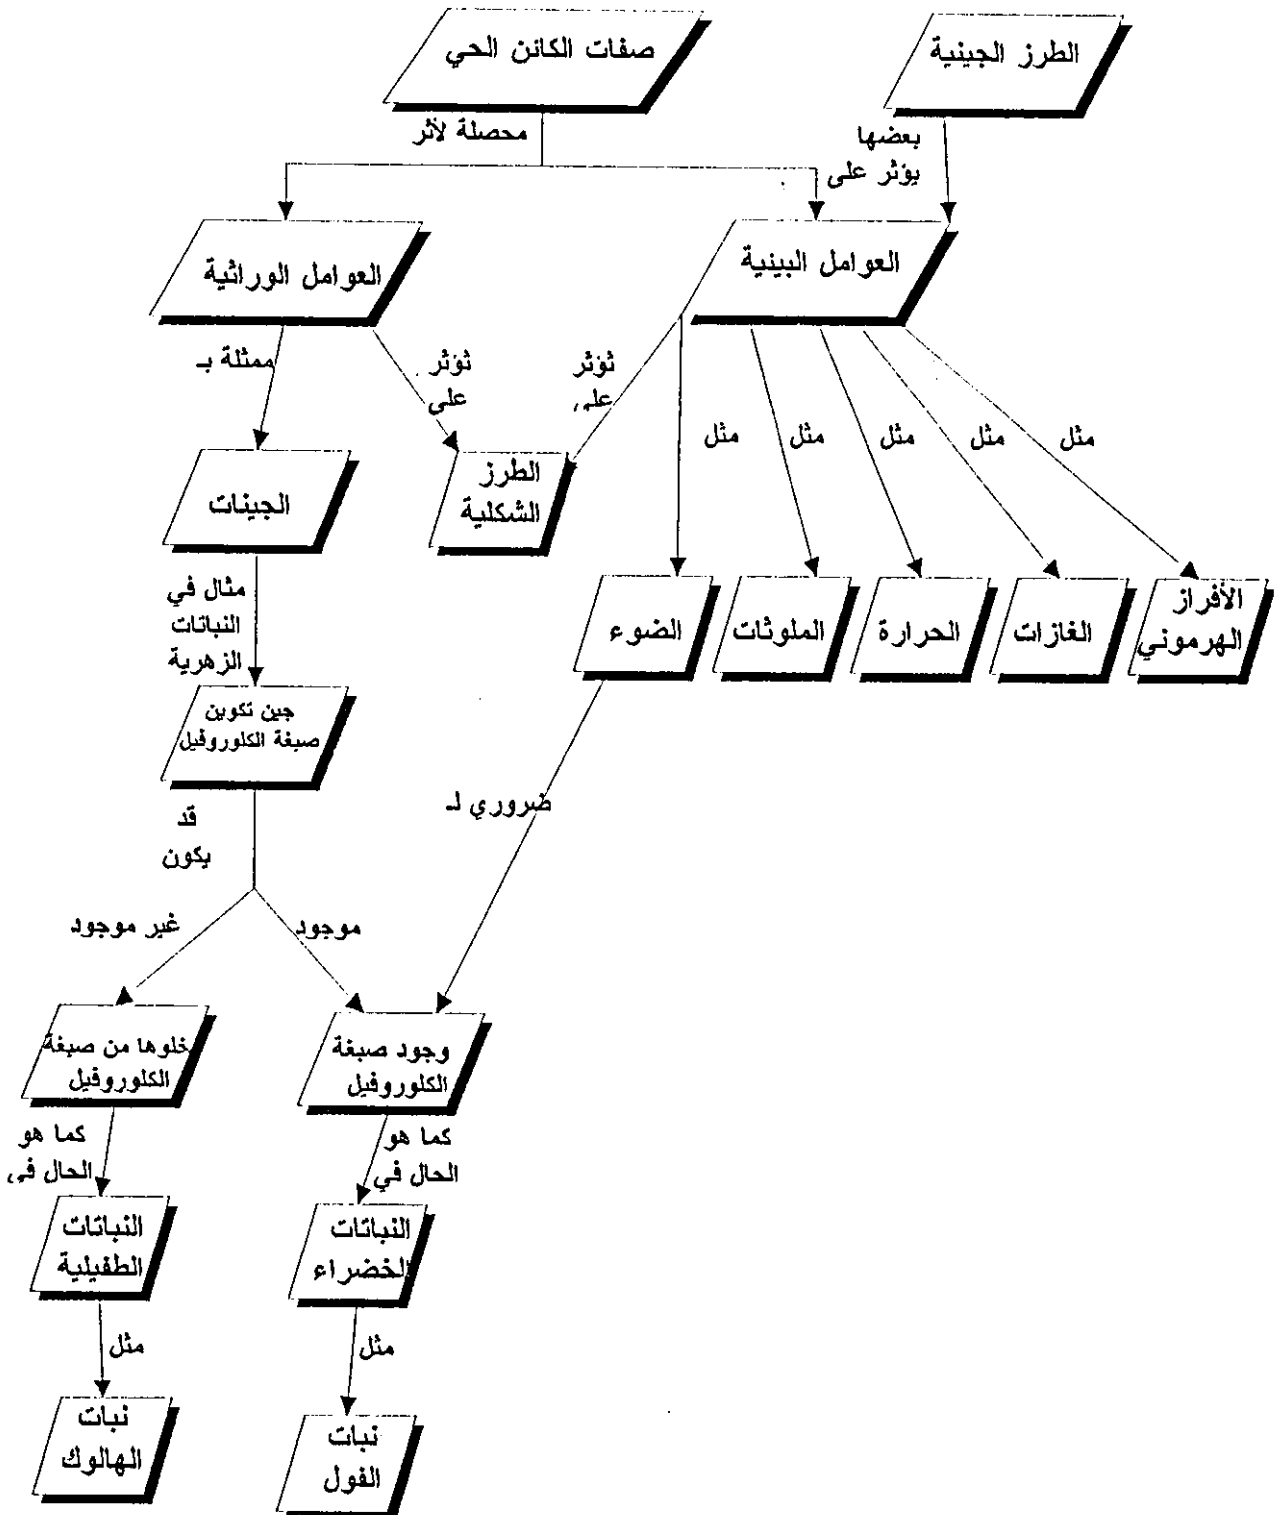 صفات الكائن الحي
الطرز الجينية
محصلة لأثر
بعضها
يؤثر على
العوامل الوراثية
العوامل البيئية
ممثلة بـ
ثؤثر
على
ثؤثر
على
مثل
مثل
مثل
مثل
مثل
الجينات
الطرز
الشكلية
مثال في
النباتات
الزهرية
الضوء
الملوثات
الحرارة
الغازات
الأفراز
الهرموني
جين تكوين
صبغة الكلوروفيل
ضروري لـ
قد
يكون
غير موجود
موجود
خلوها من صبغة
الكلوروفيل
وجود صبغة
الكلوروفيل
كما هو
الحال في
كما هو
الحال في
النباتات
الطفيلية
النباتات
الخضراء
مثل
مثل
نبات
الهالوك
نبات
الفول